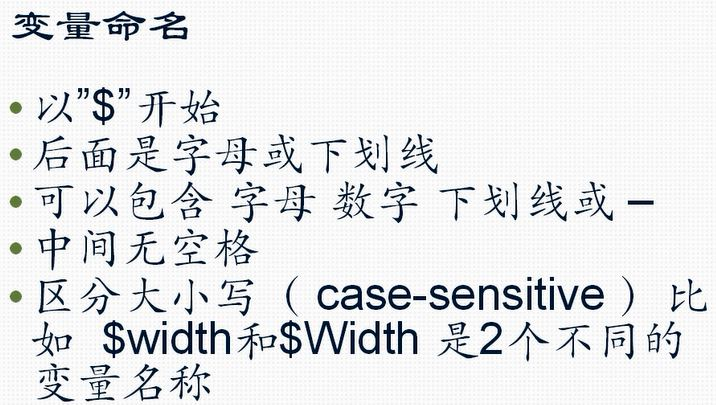 变量命名
• 以”$”开始
• 后面是字母或下划线
• 可以包含 字母 数字 下划线或 –
• 中间无空格
• 区分大小写（ case-sensitive ） 比
如 $width和$Width 是2个不同的
变量名称